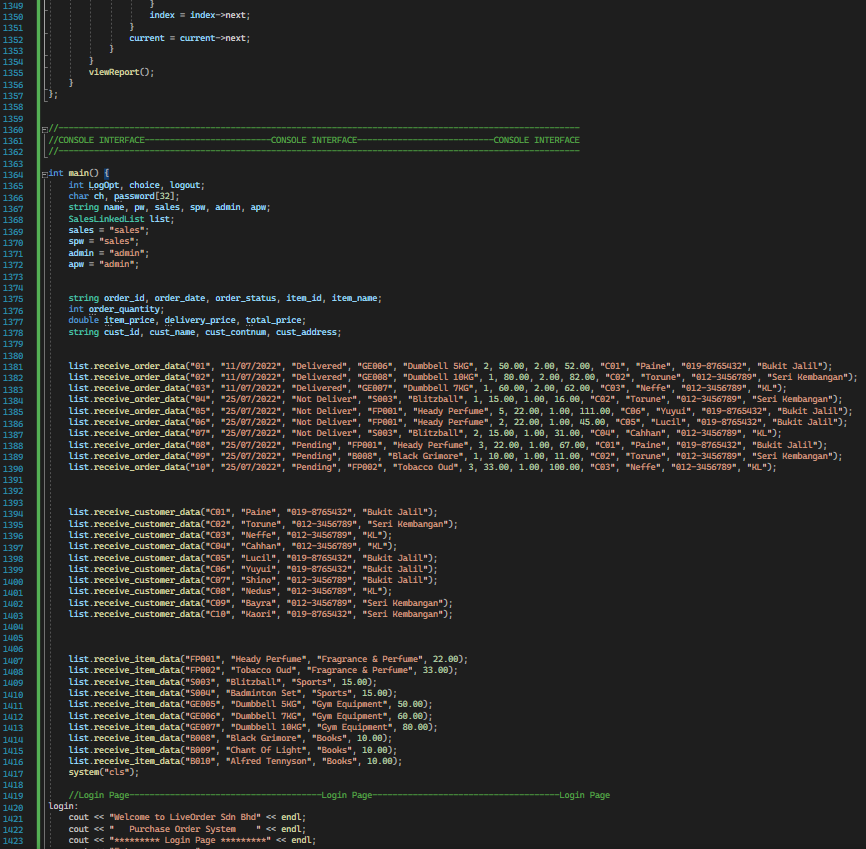 1349 }
1350 index = index->next;
1351 }
1352 current = current->next;
1353 }
1354 }
1355 viewReport();
1356 }
1357 };
1358
1359
1360 //----------------------------------------------------------------------------------------------------
1361 //CONSOLE INTERFACE-------------------------CONSOLE INTERFACE---------------------------CONSOLE INTERFACE
1362 //----------------------------------------------------------------------------------------------------
1363
1364 int main() {
1365 int LogOpt, choice, logout;
1366 char ch, password[32];
1367 string name, pw, sales, spw, admin, apw;
1368 SalesLinkedList list;
1369 sales = "sales";
1370 spw = "sales";
1371 admin = "admin";
1372 apw = "admin";
1373
1374
1375 string order_id, order_date, order_status, item_id, item_name;
1376 int order_quantity;
1377 double item_price, delivery_price, total_price;
1378 string cust_id, cust_name, cust_contnum, cust_address;
1379
1380
1381 list.receive_order_data("01", "11/07/2022", "Delivered", "GE006", "Dumbbell 5KG", 2, 50.00, 2.00, 52.00, "C01", "Paine", "019-8765432", "Bukit Jalil");
1382 list.receive_order_data("02", "11/07/2022", "Delivered", "GE008", "Dumbbell 10KG", 1, 80.00, 2.00, 82.00, "C02", "Torune", "012-3456789", "Seri Kembangan");
1383 list.receive_order_data("03", "11/07/2022", "Delivered", "GE007", "Dumbbell 7KG", 1, 60.00, 2.00, 62.00, "C03", "Neffe", "012-3456789", "KL");
1384 list.receive_order_data("04", "25/07/2022", "Not Deliver", "S003", "Blitzball", 1, 15.00, 1.00, 16.00, "C02", "Torune", "012-3456789", "Seri Kembangan");
1385 list.receive_order_data("05", "25/07/2022", "Not Deliver", "FP001", "Heady Perfume", 5, 22.00, 1.00, 111.00, "C06", "Yuyui", "019-8765432", "Bukit Jalil");
1386 list.receive_order_data("06", "25/07/2022", "Not Deliver", "FP001", "Heady Perfume", 2, 22.00, 1.00, 45.00, "C05", "Lucil", "019-8765432", "Bukit Jalil");
1387 list.receive_order_data("07", "25/07/2022", "Not Deliver", "S003", "Blitzball", 2, 15.00, 1.00, 31.00, "C04", "Cahhan", "012-3456789", "KL");
1388 list.receive_order_data("08", "25/07/2022", "Pending", "FP001", "Heady Perfume", 3, 22.00, 1.00, 67.00, "C01", "Paine", "019-8765432", "Bukit Jalil");
1389 list.receive_order_data("09", "25/07/2022", "Pending", "B008", "Black Grimore", 1, 10.00, 1.00, 11.00, "C02", "Torune", "012-3456789", "Seri Kembangan");
1390 list.receive_order_data("10", "25/07/2022", "Pending", "FP002", "Tobacco Oud", 3, 33.00, 1.00, 100.00, "C03", "Neffe", "012-3456789", "KL");
1391
1392
1393
1394 list.receive_customer_data("C01", "Paine", "019-8765432", "Bukit Jalil");
1395 list.receive_customer_data("C02", "Torune", "012-3456789", "Seri Kembangan");
1396 list.receive_customer_data("C03", "Neffe", "012-3456789", "KL");
1397 list.receive_customer_data("C04", "Cahhan", "012-3456789", "KL");
1398 list.receive_customer_data("C05", "Lucil", "019-8765432", "Bukit Jalil");
1399 list.receive_customer_data("C06", "Yuyui", "019-8765432", "Bukit Jalil");
1400 list.receive_customer_data("C07", "Shino", "012-3456789", "Bukit Jalil");
1401 list.receive_customer_data("C08", "Nedus", "012-3456789", "KL");
1402 list.receive_customer_data("C09", "Bayra", "012-3456789", "Seri Kembangan");
1403 list.receive_customer_data("C10", "Kaori", "019-8765432", "Seri Kembangan");
1404
1405
1406
1407 list.receive_item_data("FP001", "Heady Perfume", "Fragrance & Perfume", 22.00);
1408 list.receive_item_data("FP002", "Tobacco Oud", "Fragrance & Perfume", 33.00);
1409 list.receive_item_data("S003", "Blitzball", "Sports", 15.00);
1410 list.receive_item_data("S004", "Badminton Set", "Sports", 15.00);
1411 list.receive_item_data("GE005", "Dumbbell 5KG", "Gym Equipment", 50.00);
1412 list.receive_item_data("GE006", "Dumbbell 7KG", "Gym Equipment", 60.00);
1413 list.receive_item_data("GE007", "Dumbbell 10KG", "Gym Equipment", 80.00);
1414 list.receive_item_data("B008", "Black Grimore", "Books", 10.00);
1415 list.receive_item_data("B009", "Chant Of Light", "Books", 10.00);
1416 list.receive_item_data("B010", "Alfred Tennyson", "Books", 10.00);
1417 system("cls");
1418
1419 //Login Page--------------------------------------Login Page-------------------------------------Login Page
1420 login:
1421 cout << "Welcome to LiveOrder Sdn Bhd" << endl;
1422 cout << "   Purchase Order System    " << endl;
1423 cout << "********* Login Page *********" << endl;